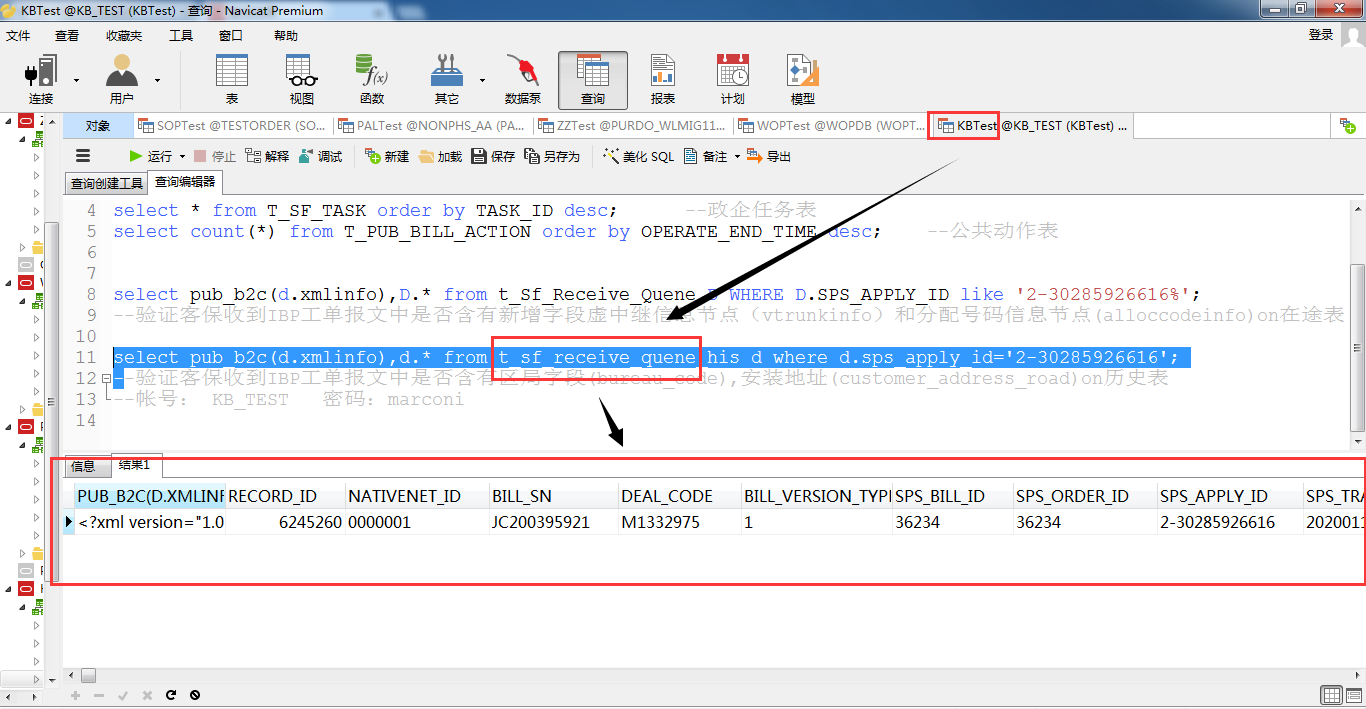 KBTest @KB_TEST (KBTest) - 查询 - Navicat Premium
文件 查看 收藏夹 工具 窗口 帮助 登录
连接 用户 表 视图 函数 其它 数据泵 查询 报表 计划 模型
对象 SOPTest @TESTORDER (SO... PALTest @NONPHS_AA (PA... ZZTest @PURDO_WLMIG11... WOPTest @WOPDB (WOPT... KBTest @KB_TEST (KBTest) ...
运行 停止 解释 调试 新建 加载 保存 另存为 美化 SQL 备注 导出
查询创建工具 查询编辑器
4 select * from T_SF_TASK order by TASK_ID desc; --政企任务表
5 select count(*) from T_PUB_BILL_ACTION order by OPERATE_END_TIME desc; --公共动作表
6
7
8 select pub_b2c(d.xmlinfo),D.* from t_Sf_Receive_Quene D WHERE D.SPS_APPLY_ID like '2-30285926616%';
9 --验证客保收到IBP工单报文中是否含有新增字段虚中继信息节点（vtrunkinfo）和分配号码信息节点(alloccodeinfo)on在途表
10
11 select pub_b2c(d.xmlinfo),d.* from t_sf_receive_quene_his d where d.sps_apply_id='2-30285926616';
12 --验证客保收到IBP工单报文中是否含有区局字段(bureau_code),安装地址(customer_address_road)on历史表
13 --帐号： KB_TEST 密码：marconi
14
信息 结果1
PUB_B2C(D.XMLINF RECORD_ID NATIVENET_ID BILL_SN DEAL_CODE BILL_VERSION_TYPE SPS_BILL_ID SPS_ORDER_ID SPS_APPLY_ID SPS_TRA
<?xml version="1.0 6245260 0000001 JC200395921 M1332975 1 36234 36234 2-30285926616 2020011